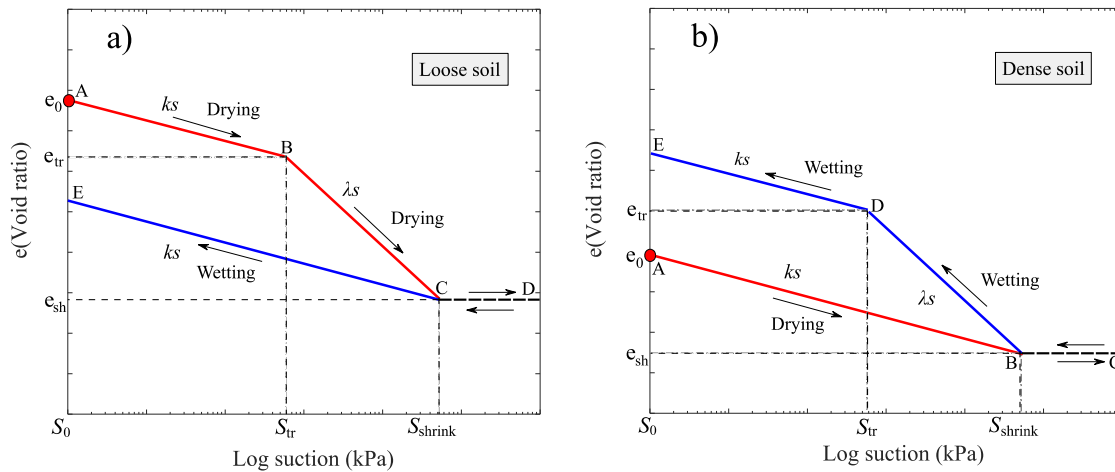 a)
Loose soil
e0
A
ks
Drying
B
etr
E
λs
Drying
ks
Wetting
C
D
esh
e(Void ratio)
S0
Str
Sshrink
Log suction (kPa)
b)
Dense soil
E
ks
Wetting
D
etr
e0
A
ks
λs
Wetting
Drying
esh
B
e(Void ratio)
S0
Str
Sshrink
Log suction (kPa)